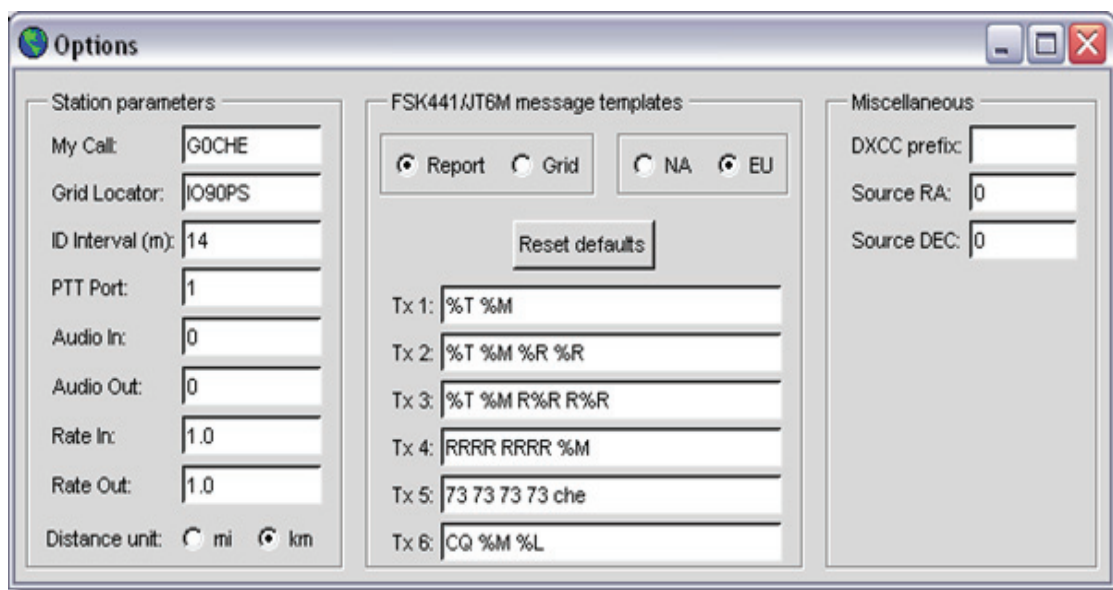 Options
Station parameters
My Call: G0CHE
Grid Locator: IO90PS
ID Interval (m): 14
PTT Port: 1
Audio In: 0
Audio Out: 0
Rate In: 1.0
Rate Out: 1.0
Distance unit: mi km
FSK441/JT6M message templates
Report Grid NA EU
Reset defaults
Tx 1: %T %M
Tx 2: %T %M %R %R
Tx 3: %T %M R%R R%R
Tx 4: RRRR RRRR %M
Tx 5: 73 73 73 73 che
Tx 6: CQ %M %L
Miscellaneous
DXCC prefix:
Source RA: 0
Source DEC: 0